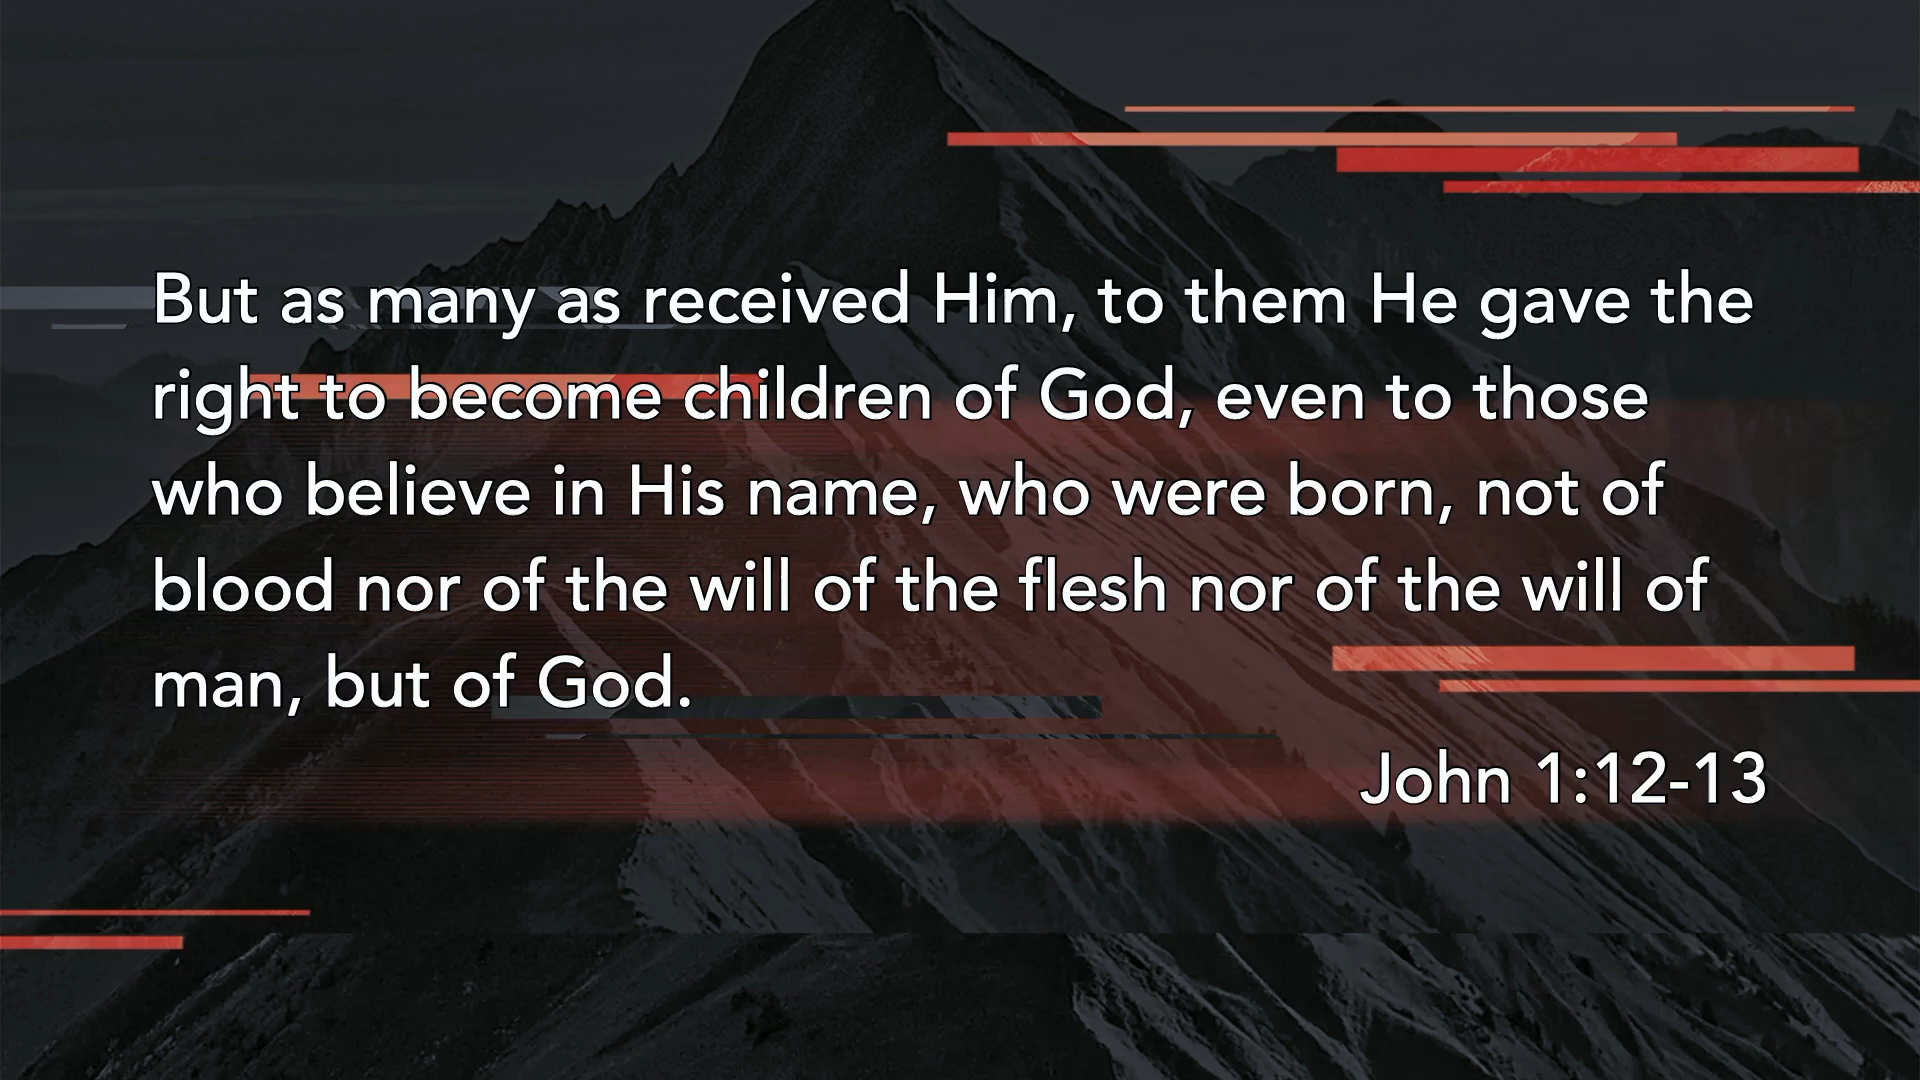 But as many as received Him, to them He gave the
right to become children of God, even to those
who believe in His name, who were born, not of
blood nor of the will of the flesh nor of the will of
man, but of God.
John 1:12-13